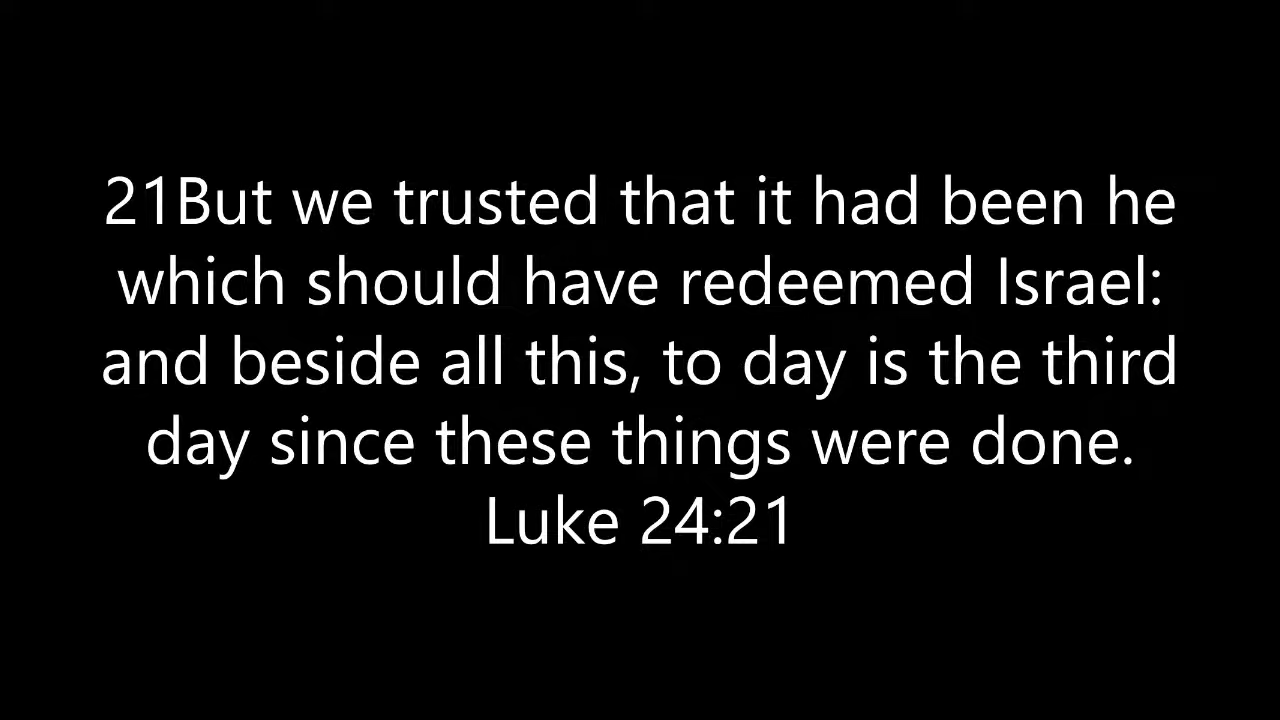 21But we trusted that it had been he
which should have redeemed Israel:
and beside all this, to day is the third
day since these things were done.
Luke 24:21